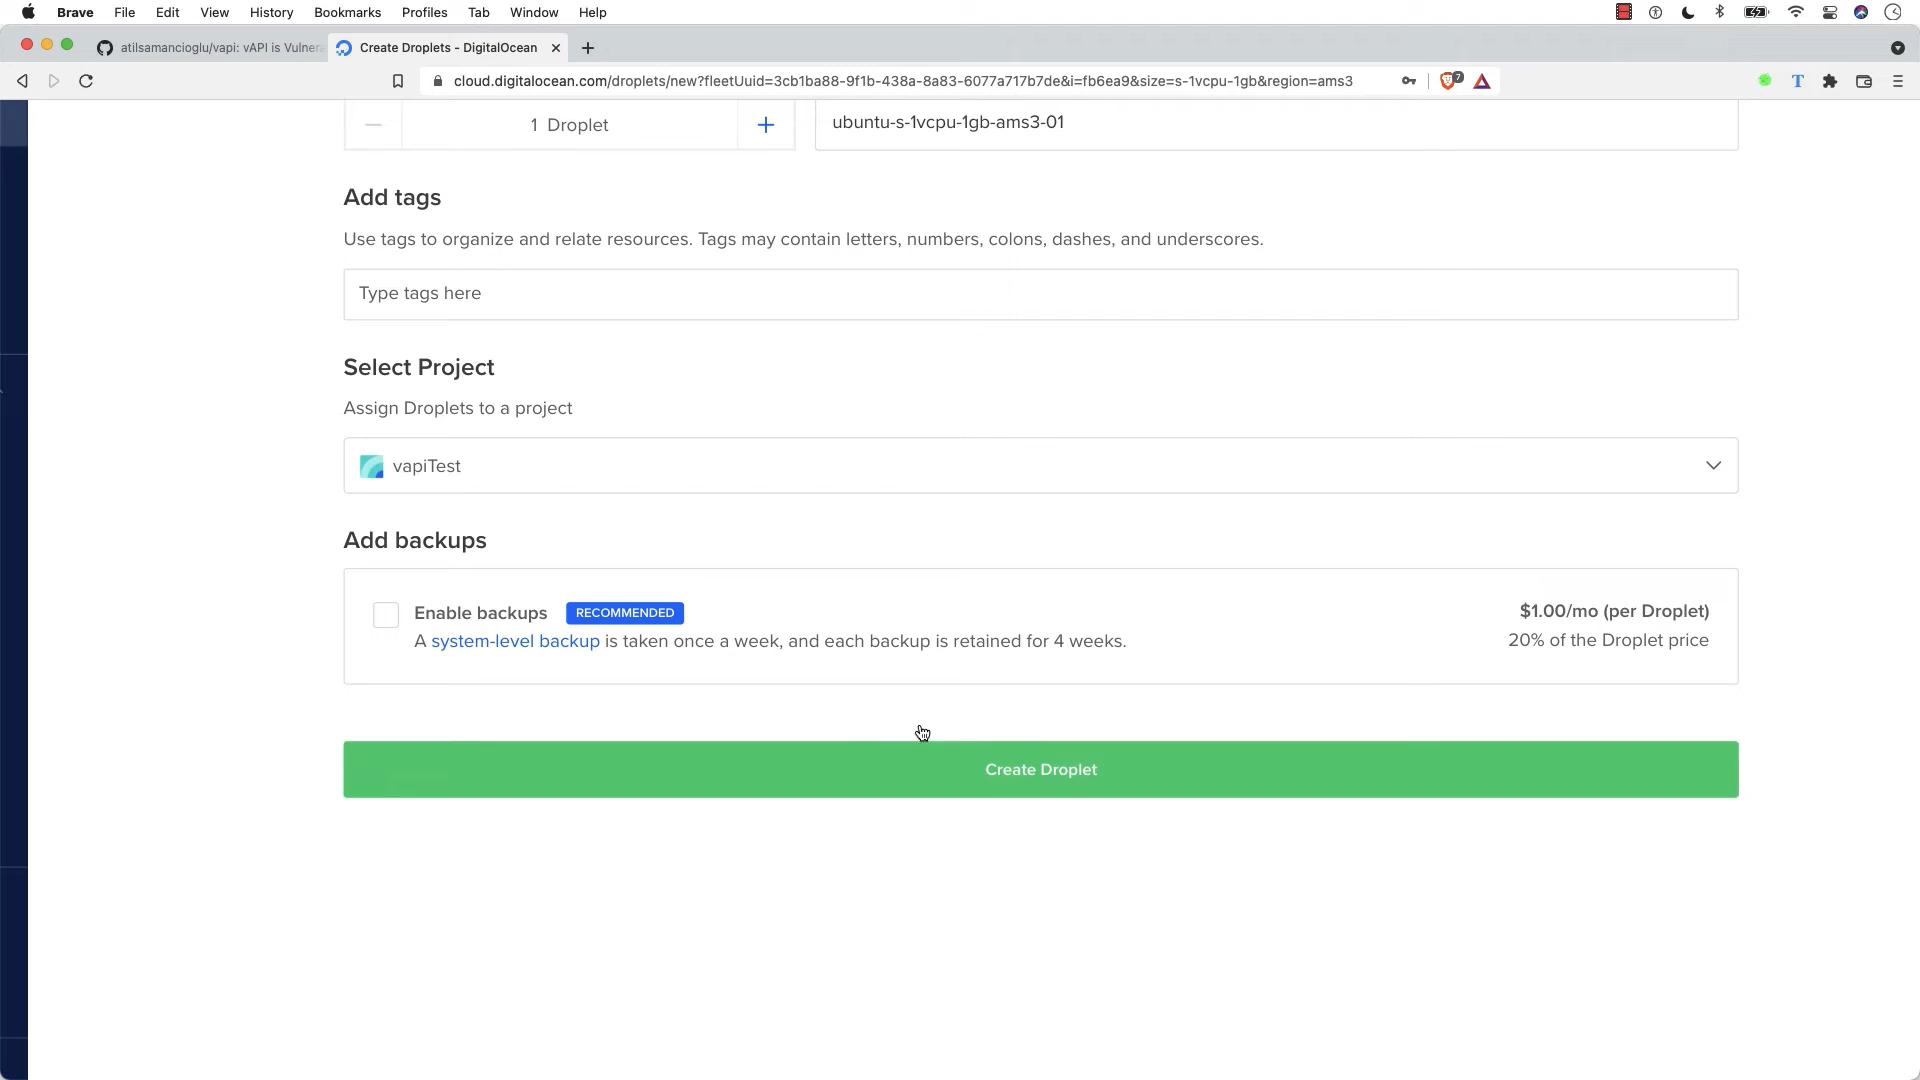 Brave File Edit View History Bookmarks Profiles Tab Window Help
atilsamancioglu/vapi: vAPI is Vulnera
Create Droplets - DigitalOcean
cloud.digitalocean.com/droplets/new?fleetUuid=3cb1ba88-9f1b-438a-8a83-6077a717b7de&i=fb6ea9&size=s-1vcpu-1gb&region=ams3
7
T
1 Droplet
ubuntu-s-1vcpu-1gb-ams3-01
Add tags
Use tags to organize and relate resources. Tags may contain letters, numbers, colons, dashes, and underscores.
Type tags here
Select Project
Assign Droplets to a project
vapiTest
Add backups
Enable backups RECOMMENDED
$1.00/mo (per Droplet)
A system-level backup is taken once a week, and each backup is retained for 4 weeks.
20% of the Droplet price
Create Droplet